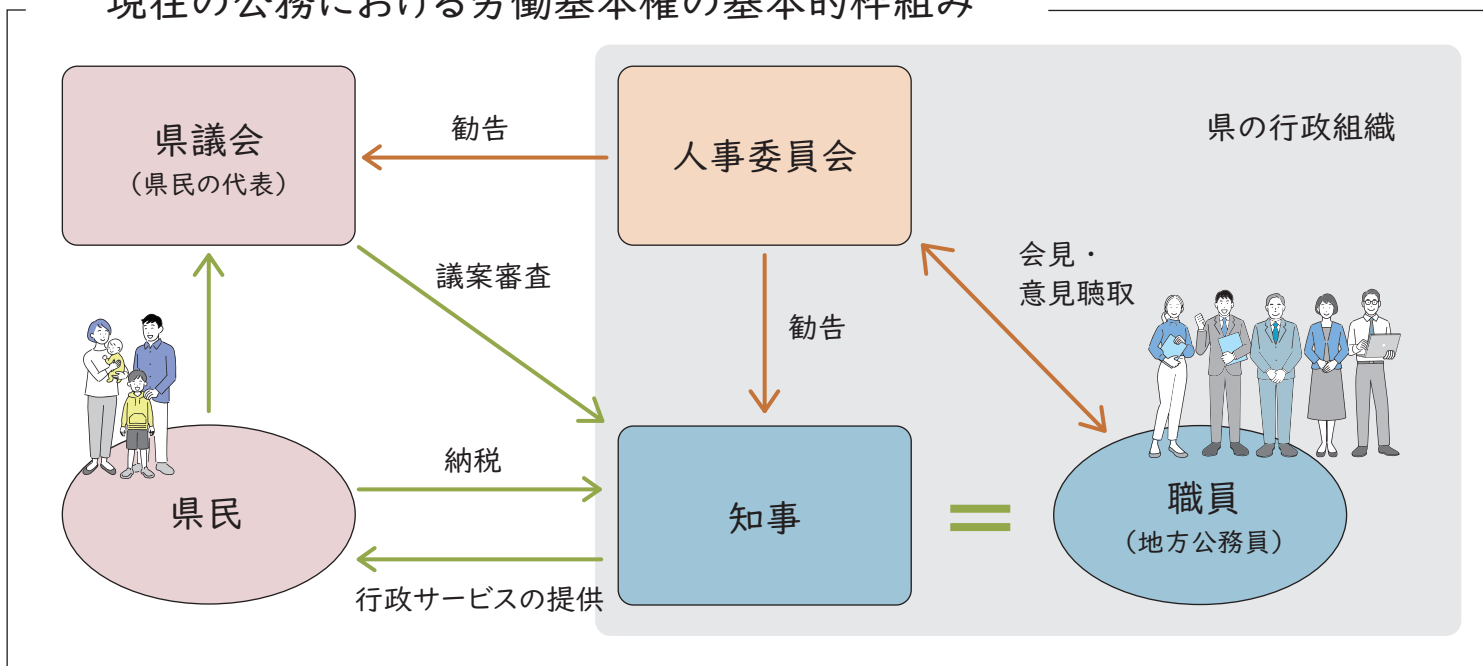 現在の公務における労働基本権の基本的枠組み
県議会
（県民の代表）
勧告
人事委員会
県の行政組織
議案審査
勧告
会見・
意見聴取
県民
納税
行政サービスの提供
知事
＝
職員
（地方公務員）